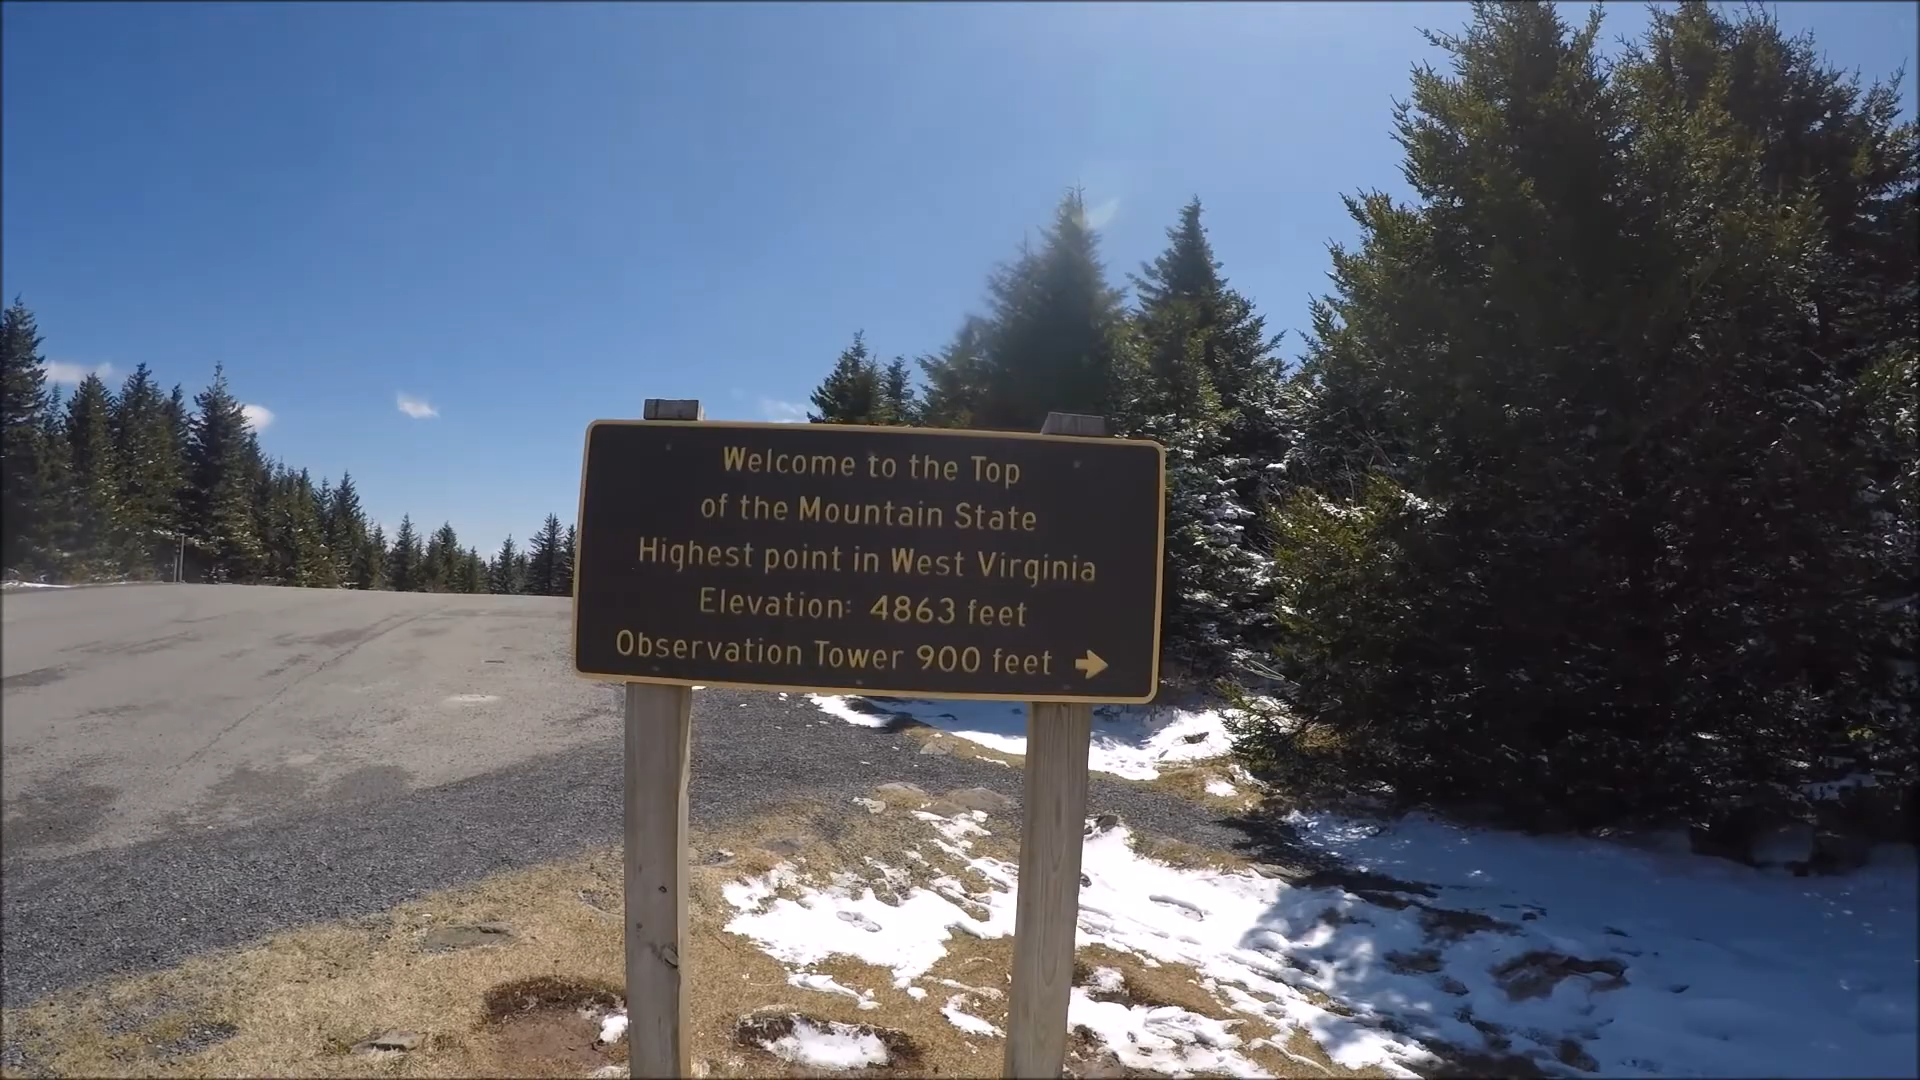 Welcome to the Top
of the Mountain State
Highest point in West Virginia
Elevation: 4863 feet
Observation Tower 900 feet